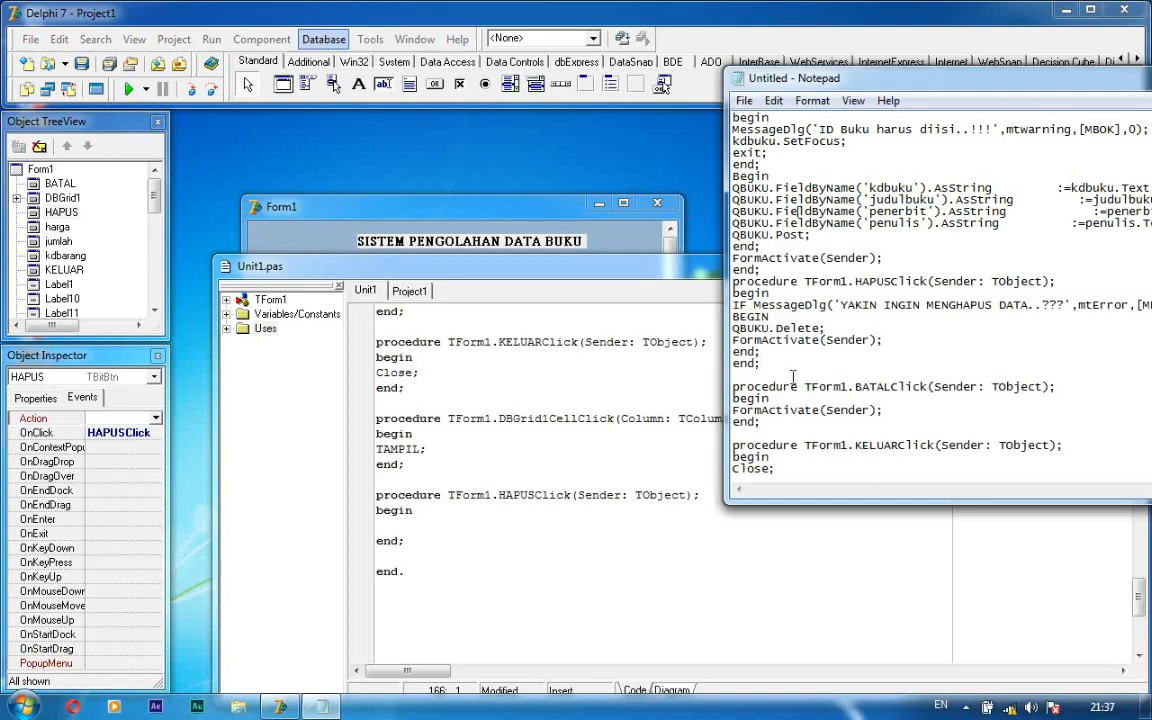 Delphi 7 - Project1
File Edit Search View Project Run Component Database Tools Window Help
<None>
Standard Additional Win32 System Data Access Data Controls dbExpress DataSnap BDE ADO InterBase WebServices InternetExpress Internet WebSnap Decision Cube
Object TreeView
Form1
BATAL
DBGrid1
HAPUS
harga
jumlah
kdbarang
KELUAR
Label1
Label10
Label11
Object Inspector
HAPUS TBitBtn
Properties Events
Action
OnClick HAPUSClick
OnContextPopu
OnDragDrop
OnDragOver
OnEndDock
OnEndDrag
OnEnter
OnExit
OnKeyDown
OnKeyPress
OnKeyUp
OnMouseDown
OnMouseMove
OnMouseUp
OnStartDock
OnStartDrag
PopupMenu
All shown
Form1
SISTEM PENGOLAHAN DATA BUKU
Unit1.pas
TForm1
Variables/Constants
Uses
Unit1 Project1
end;
procedure TForm1.KELUARClick(Sender: TObject);
begin
Close;
end;
procedure TForm1.DBGrid1CellClick(Column: TColum
begin
TAMPIL;
end;
procedure TForm1.HAPUSClick(Sender: TObject);
begin
end;
end.
166: 1 Modified Insert Code Diagram
Untitled - Notepad
File Edit Format View Help
begin
MessageDlg('ID Buku harus diisi..!!!',mtwarning,[MBOK],0);
kdbuku.SetFocus;
exit;
end;
Begin
QBUKU.FieldByName('kdbuku').AsString :=kdbuku.Text
QBUKU.FieldByName('judulbuku').AsString :=judulbuku
QBUKU.FieldByName('penerbit').AsString :=penerb
QBUKU.FieldByName('penulis').AsString :=penulis.T
QBUKU.Post;
end;
FormActivate(Sender);
end;
procedure TForm1.HAPUSClick(Sender: TObject);
begin
IF MessageDlg('YAKIN INGIN MENGHAPUS DATA..???',mtError,[M
BEGIN
QBUKU.Delete;
FormActivate(Sender);
end;
end;
procedure TForm1.BATALClick(Sender: TObject);
begin
FormActivate(Sender);
end;
procedure TForm1.KELUARClick(Sender: TObject);
begin
Close;
Ae Au EN 21:37